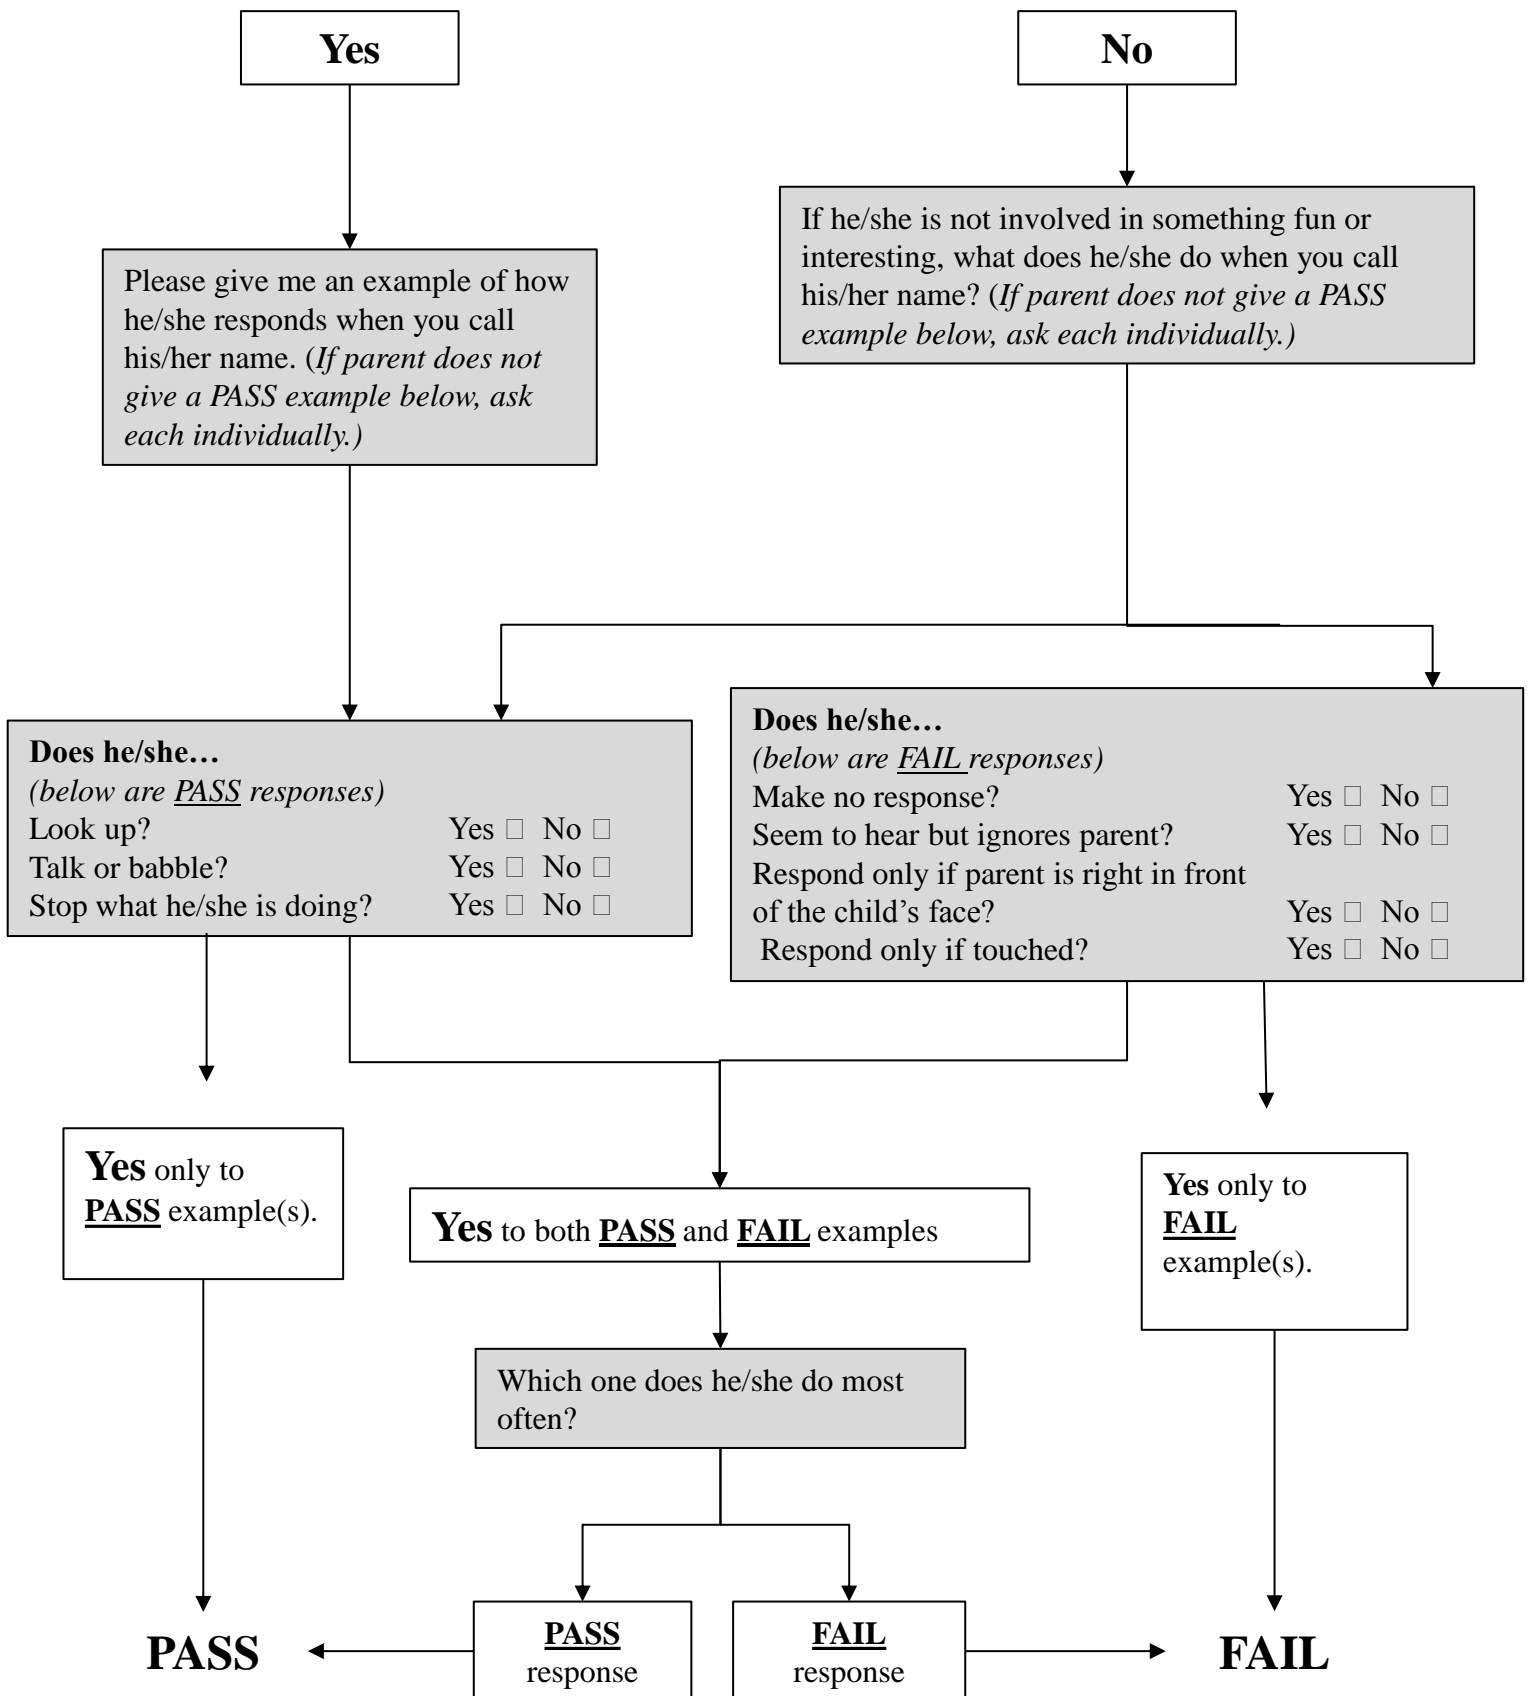 Yes
No
Please give me an example of how
he/she responds when you call
his/her name. (If parent does not
give a PASS example below, ask
each individually.)
If he/she is not involved in something fun or
interesting, what does he/she do when you call
his/her name? (If parent does not give a PASS
example below, ask each individually.)
Does he/she…
(below are PASS responses)
Look up? Yes □ No □
Talk or babble? Yes □ No □
Stop what he/she is doing? Yes □ No □
Does he/she…
(below are FAIL responses)
Make no response? Yes □ No □
Seem to hear but ignores parent? Yes □ No □
Respond only if parent is right in front
of the child’s face? Yes □ No □
Respond only if touched? Yes □ No □
Yes only to
PASS example(s).
Yes to both PASS and FAIL examples
Yes only to
FAIL
example(s).
Which one does he/she do most
often?
PASS
PASS
response
FAIL
response
FAIL